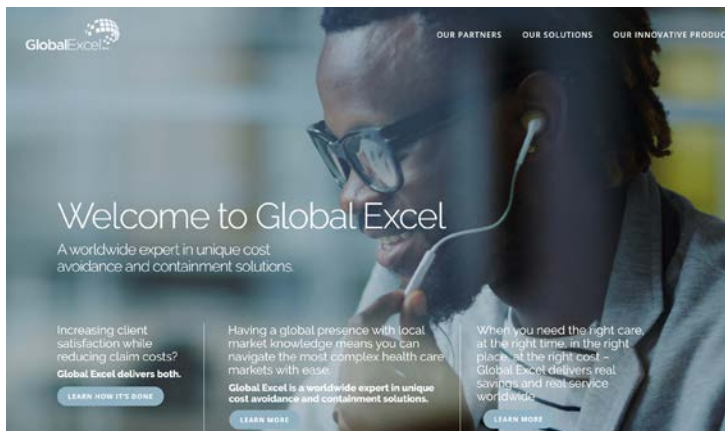 GlobalExcel
OUR PARTNERS
OUR SOLUTIONS
OUR INNOVATIVE PRODUC
Welcome to Global Excel
A worldwide expert in unique cost
avoidance and containment solutions.
Increasing client
satisfaction while
reducing claim costs?
Global Excel delivers both.
LEARN HOW IT'S DONE
Having a global presence with local
market knowledge means you can
navigate the most complex health care
markets with ease.
Global Excel is a worldwide expert in unique
cost avoidance and containment solutions.
LEARN MORE
When you need the right care,
at the right time, in the right
place, at the right cost –
Global Excel delivers real
savings and real service
worldwide
LEARN MORE